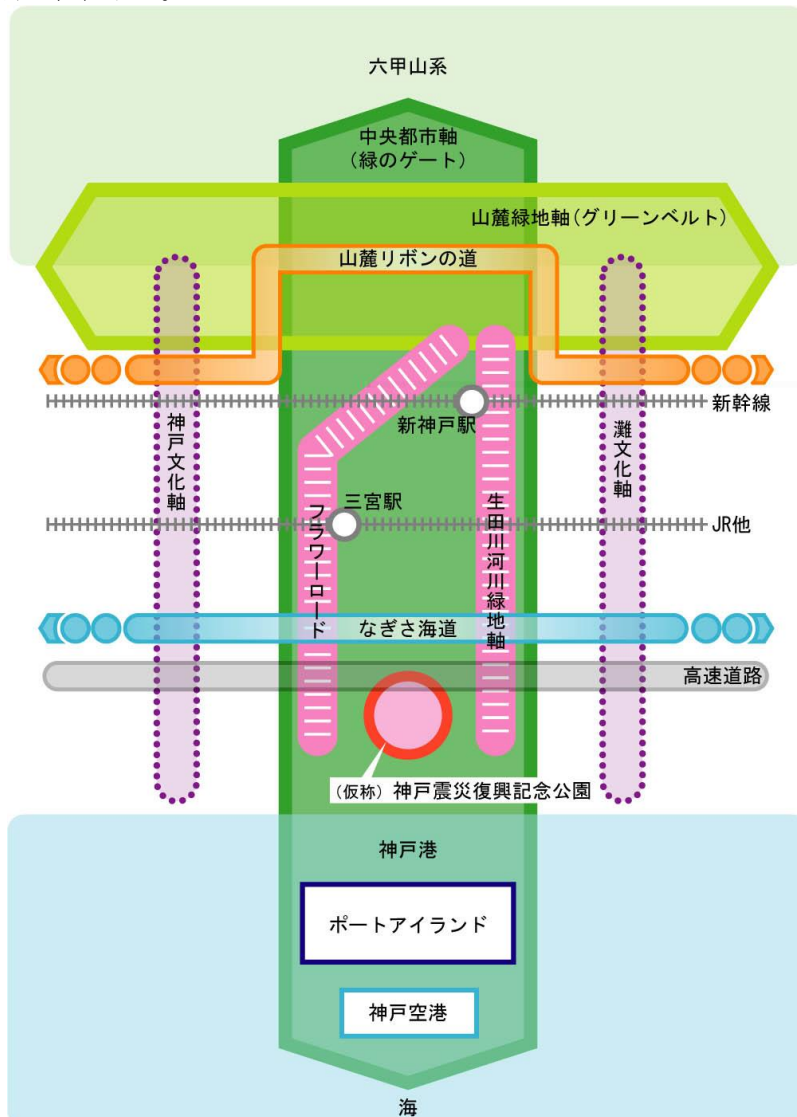 六甲山系
中央都市軸
（緑のゲート）
山麓緑地軸（グリーンベルト）
山麓リボンの道
新幹線
新神戸駅
神戸文化軸
灘文化軸
三宮駅
JR他
フラワーロード
生田川河川緑地軸
なぎさ海道
高速道路
（仮称）神戸震災復興記念公園
神戸港
ポートアイランド
神戸空港
海